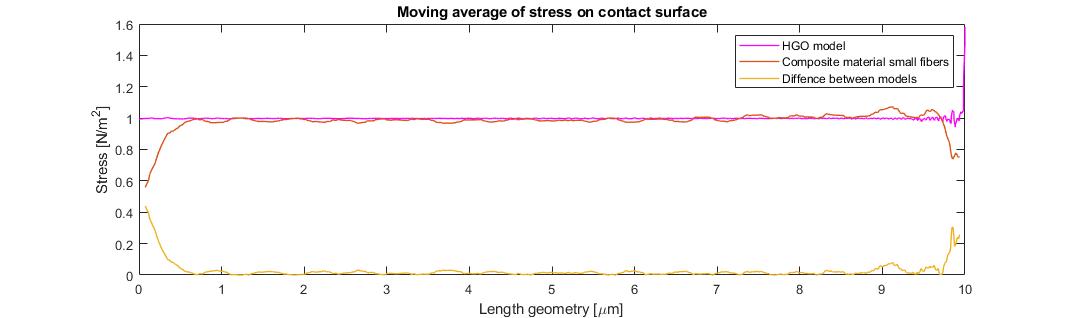 Moving average of stress on contact surface
HGO model
Composite material small fibers
Diffence between models
Stress [N/m²]
1.6
1.4
1.2
1
0.8
0.6
0.4
0.2
0
0 1 2 3 4 5 6 7 8 9 10
Length geometry [μm]